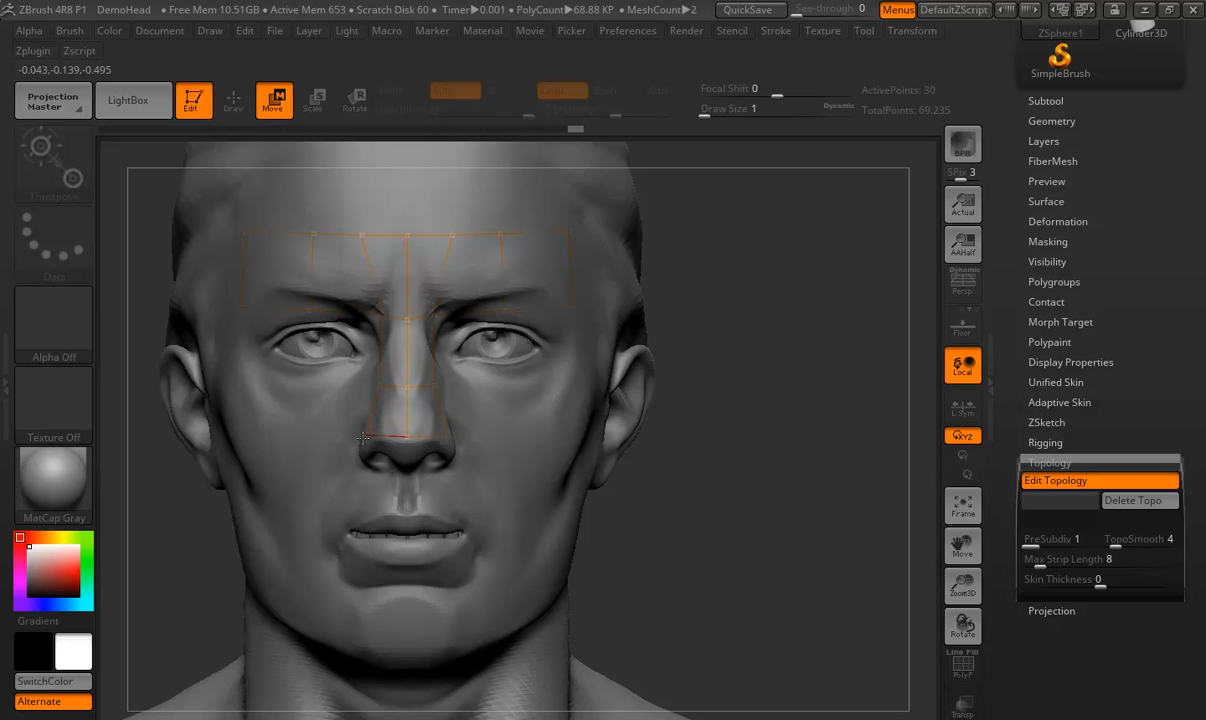 ZBrush 4R8 P1 DemoHead • Free Mem 10.51GB • Active Mem 653 • Scratch Disk 60 • Timer▶0.001 • PolyCount▶68.88 KP • MeshCount▶2 QuickSave See-through 0 Menus DefaultZScript
Alpha Brush Color Document Draw Edit File Layer Light Macro Marker Material Movie Picker Preferences Render Stencil Stroke Texture Tool Transform
Zplugin Zscript
-0.043,-0.139,-0.495
Projection Master
LightBox
Edit
Draw
Move
Scale
Rotate
Focal Shift 0
Draw Size 1
Dynamic
ActivePoints: 30
TotalPoints: 69.235
Transpose
Dots
Alpha Off
Texture Off
MatCap Gray
Gradient
SwitchColor
Alternate
BPR
SPix 3
Actual
AAHalf
Dynamic
Persp
Floor
Local
L.Sym
XYZ
Frame
Move
Zoom3D
Rotate
Line Fill
PolyF
Transp
ZSphere1
Cylinder3D
SimpleBrush
Subtool
Geometry
Layers
FiberMesh
Preview
Surface
Deformation
Masking
Visibility
Polygroups
Contact
Morph Target
Polypaint
Display Properties
Unified Skin
Adaptive Skin
ZSketch
Rigging
Topology
Edit Topology
Delete Topo
PreSubdiv 1 TopoSmooth 4
Max Strip Length 8
Skin Thickness 0
Projection